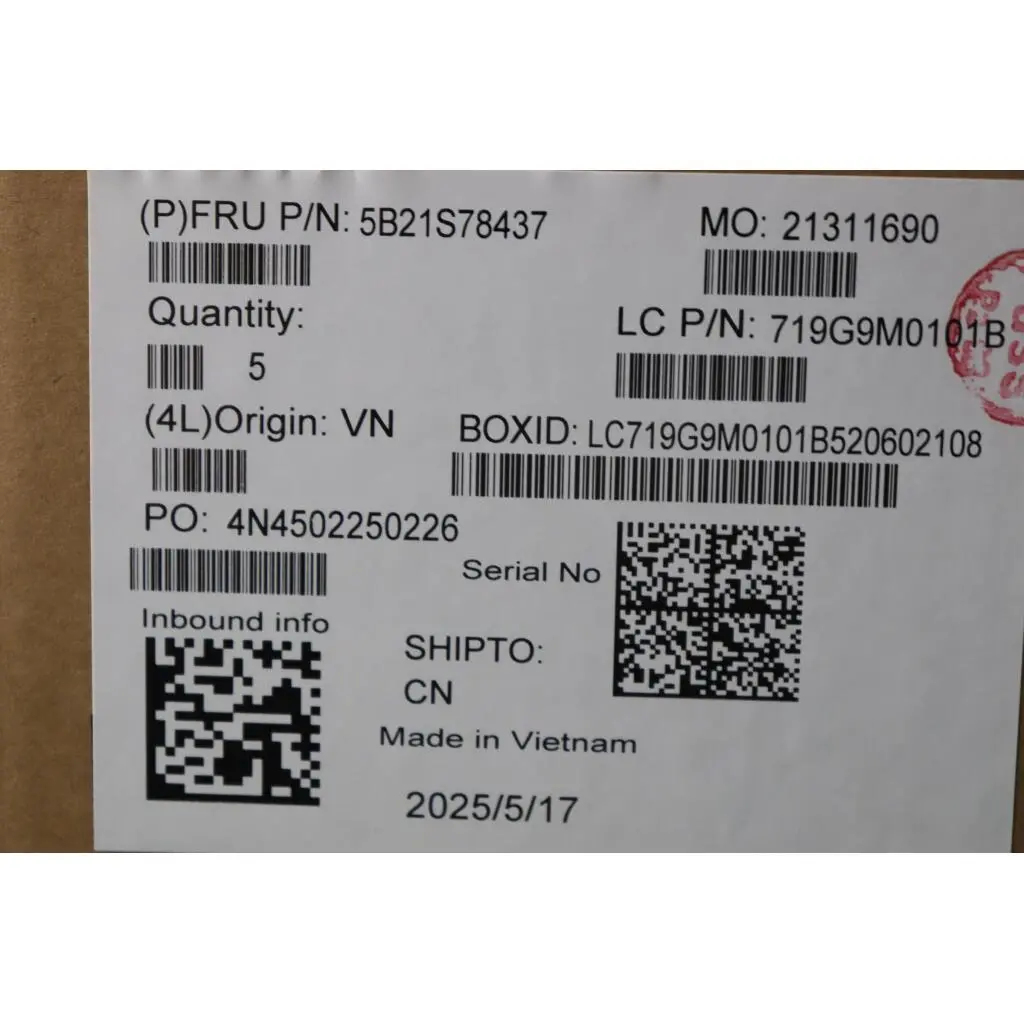 (P)FRU P/N: 5B21S78437
MO: 21311690
Quantity:
5
LC P/N: 719G9M0101B
(4L)Origin: VN
BOXID: LC719G9M0101B520602108
PO: 4N4502250226
Serial No
Inbound info
SHIPTO:
CN
Made in Vietnam
2025/5/17